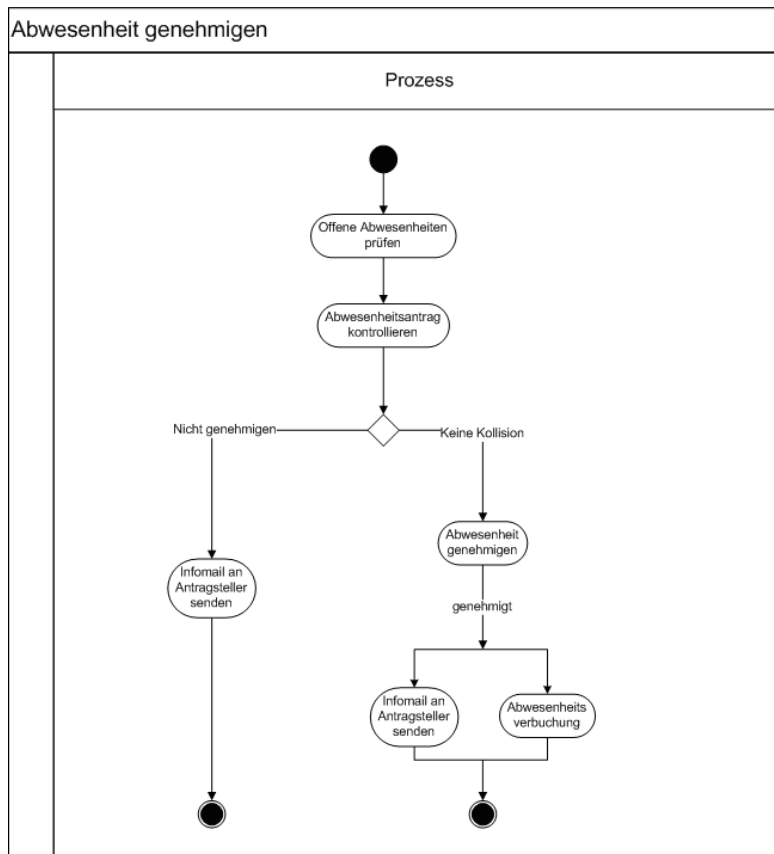 Abwesenheit genehmigen
Prozess
Offene Abwesenheiten
prüfen
Abwesenheitsantrag
kontrollieren
Nicht genehmigen
Keine Kollision
Abwesenheit
genehmigen
Infomail an
Antragsteller
senden
genehmigt
Infomail an
Antragsteller
senden
Abwesenheits
verbuchung